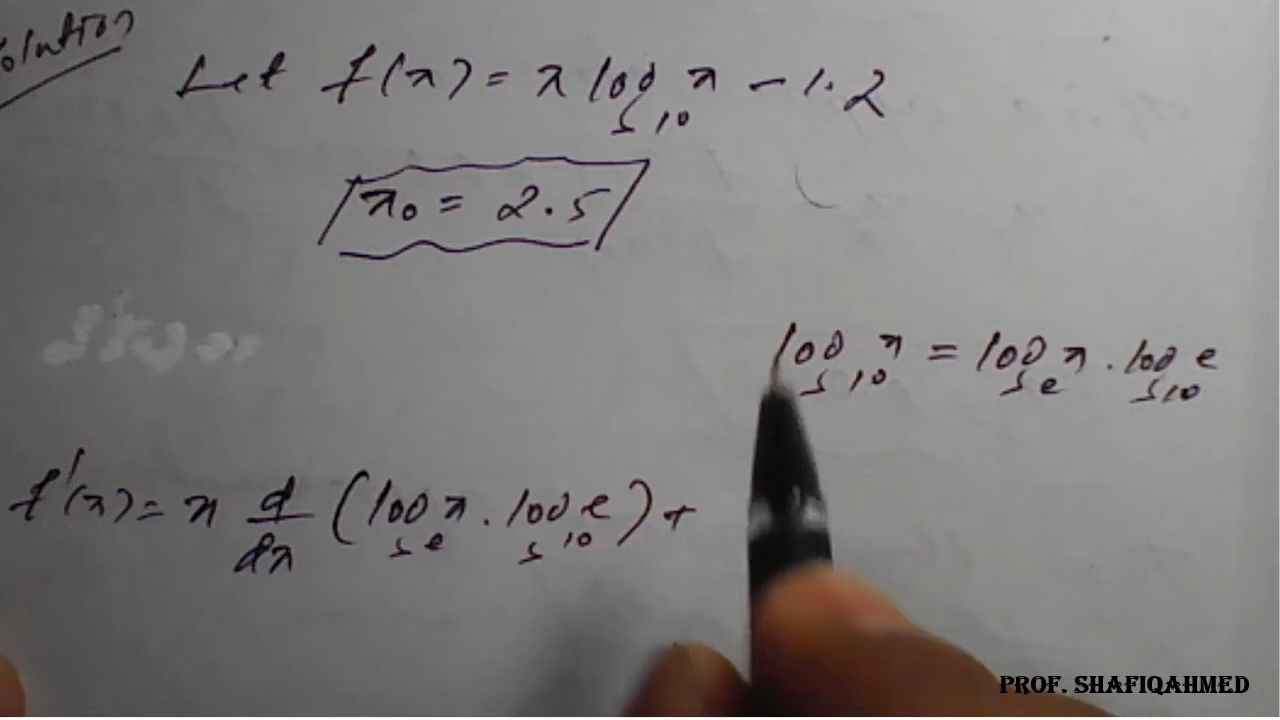 Solution
Let f(x) = x log₁₀ x − 1.2
x₀ = 2.5
log₁₀ x = logₑ x . log₁₀ e
f'(x) = x d/dx (logₑ x . log₁₀ e) +
PROF. SHAFIQAHMED